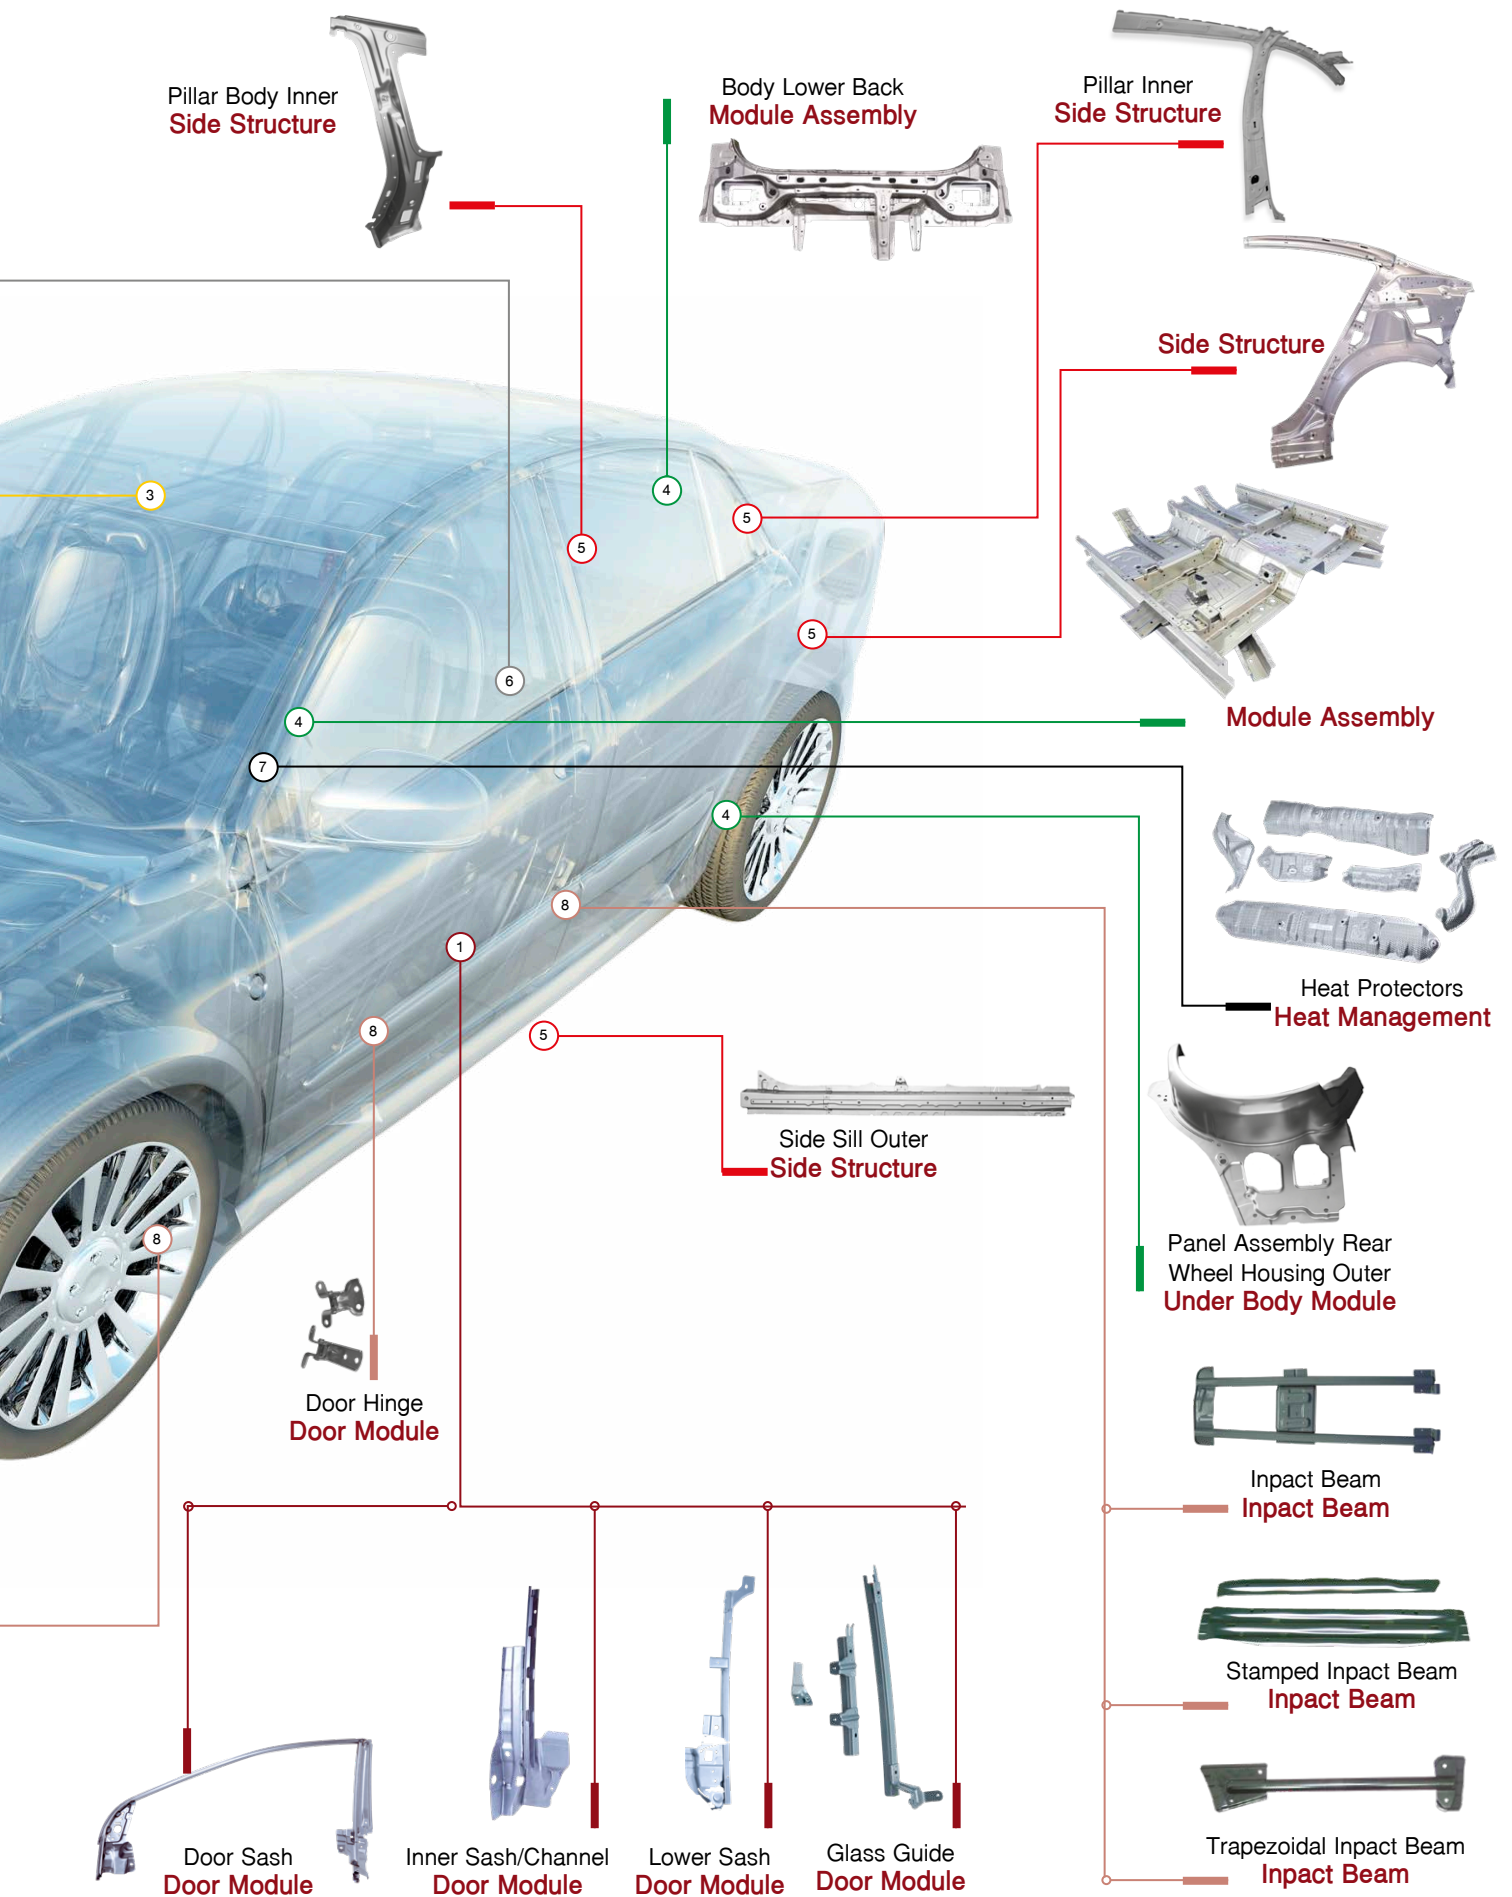 Pillar Body Inner
Side Structure
Body Lower Back
Module Assembly
Pillar Inner
Side Structure
Side Structure
3
4
5
5
5
6
4
Module Assembly
7
4
8
Heat Protectors
Heat Management
1
8
5
Side Sill Outer
Side Structure
8
Panel Assembly Rear
Wheel Housing Outer
Under Body Module
Door Hinge
Door Module
Inpact Beam
Inpact Beam
Stamped Inpact Beam
Inpact Beam
Trapezoidal Inpact Beam
Inpact Beam
Door Sash
Door Module
Inner Sash/Channel
Door Module
Lower Sash
Door Module
Glass Guide
Door Module